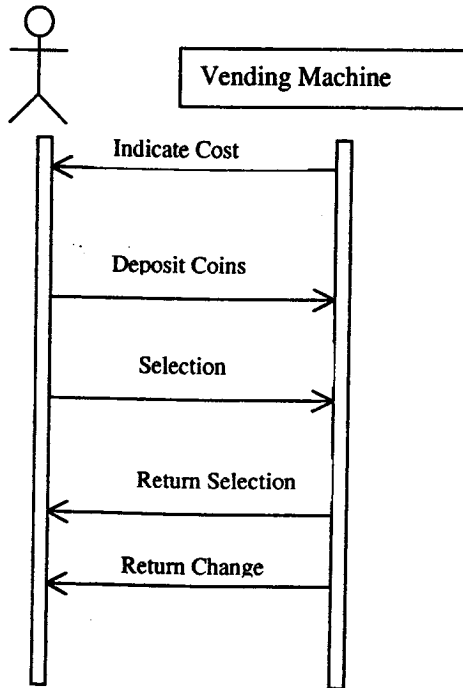 Vending Machine
Indicate Cost
Deposit Coins
Selection
Return Selection
Return Change